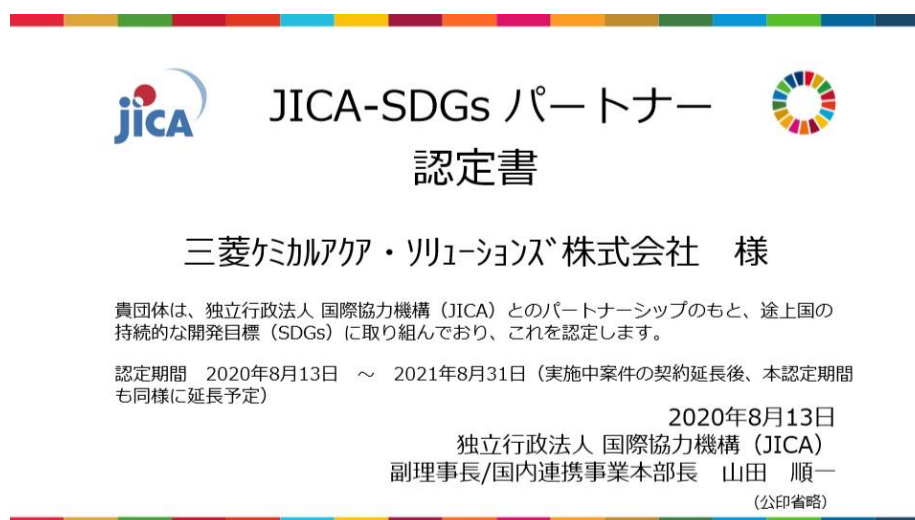 jica
JICA-SDGs パートナー
認定書
三菱ｹﾐｶﾙｱｸｱ・ｿﾘｭｰｼｮﾝｽﾞ株式会社　様
貴団体は、独立行政法人 国際協力機構（JICA）とのパートナーシップのもと、途上国の
持続的な開発目標（SDGs）に取り組んでおり、これを認定します。
認定期間　2020年8月13日　～　2021年8月31日（実施中案件の契約延長後、本認定期間
も同様に延長予定）
2020年8月13日
独立行政法人 国際協力機構（JICA）
副理事長/国内連携事業本部長　山田　順一
（公印省略）